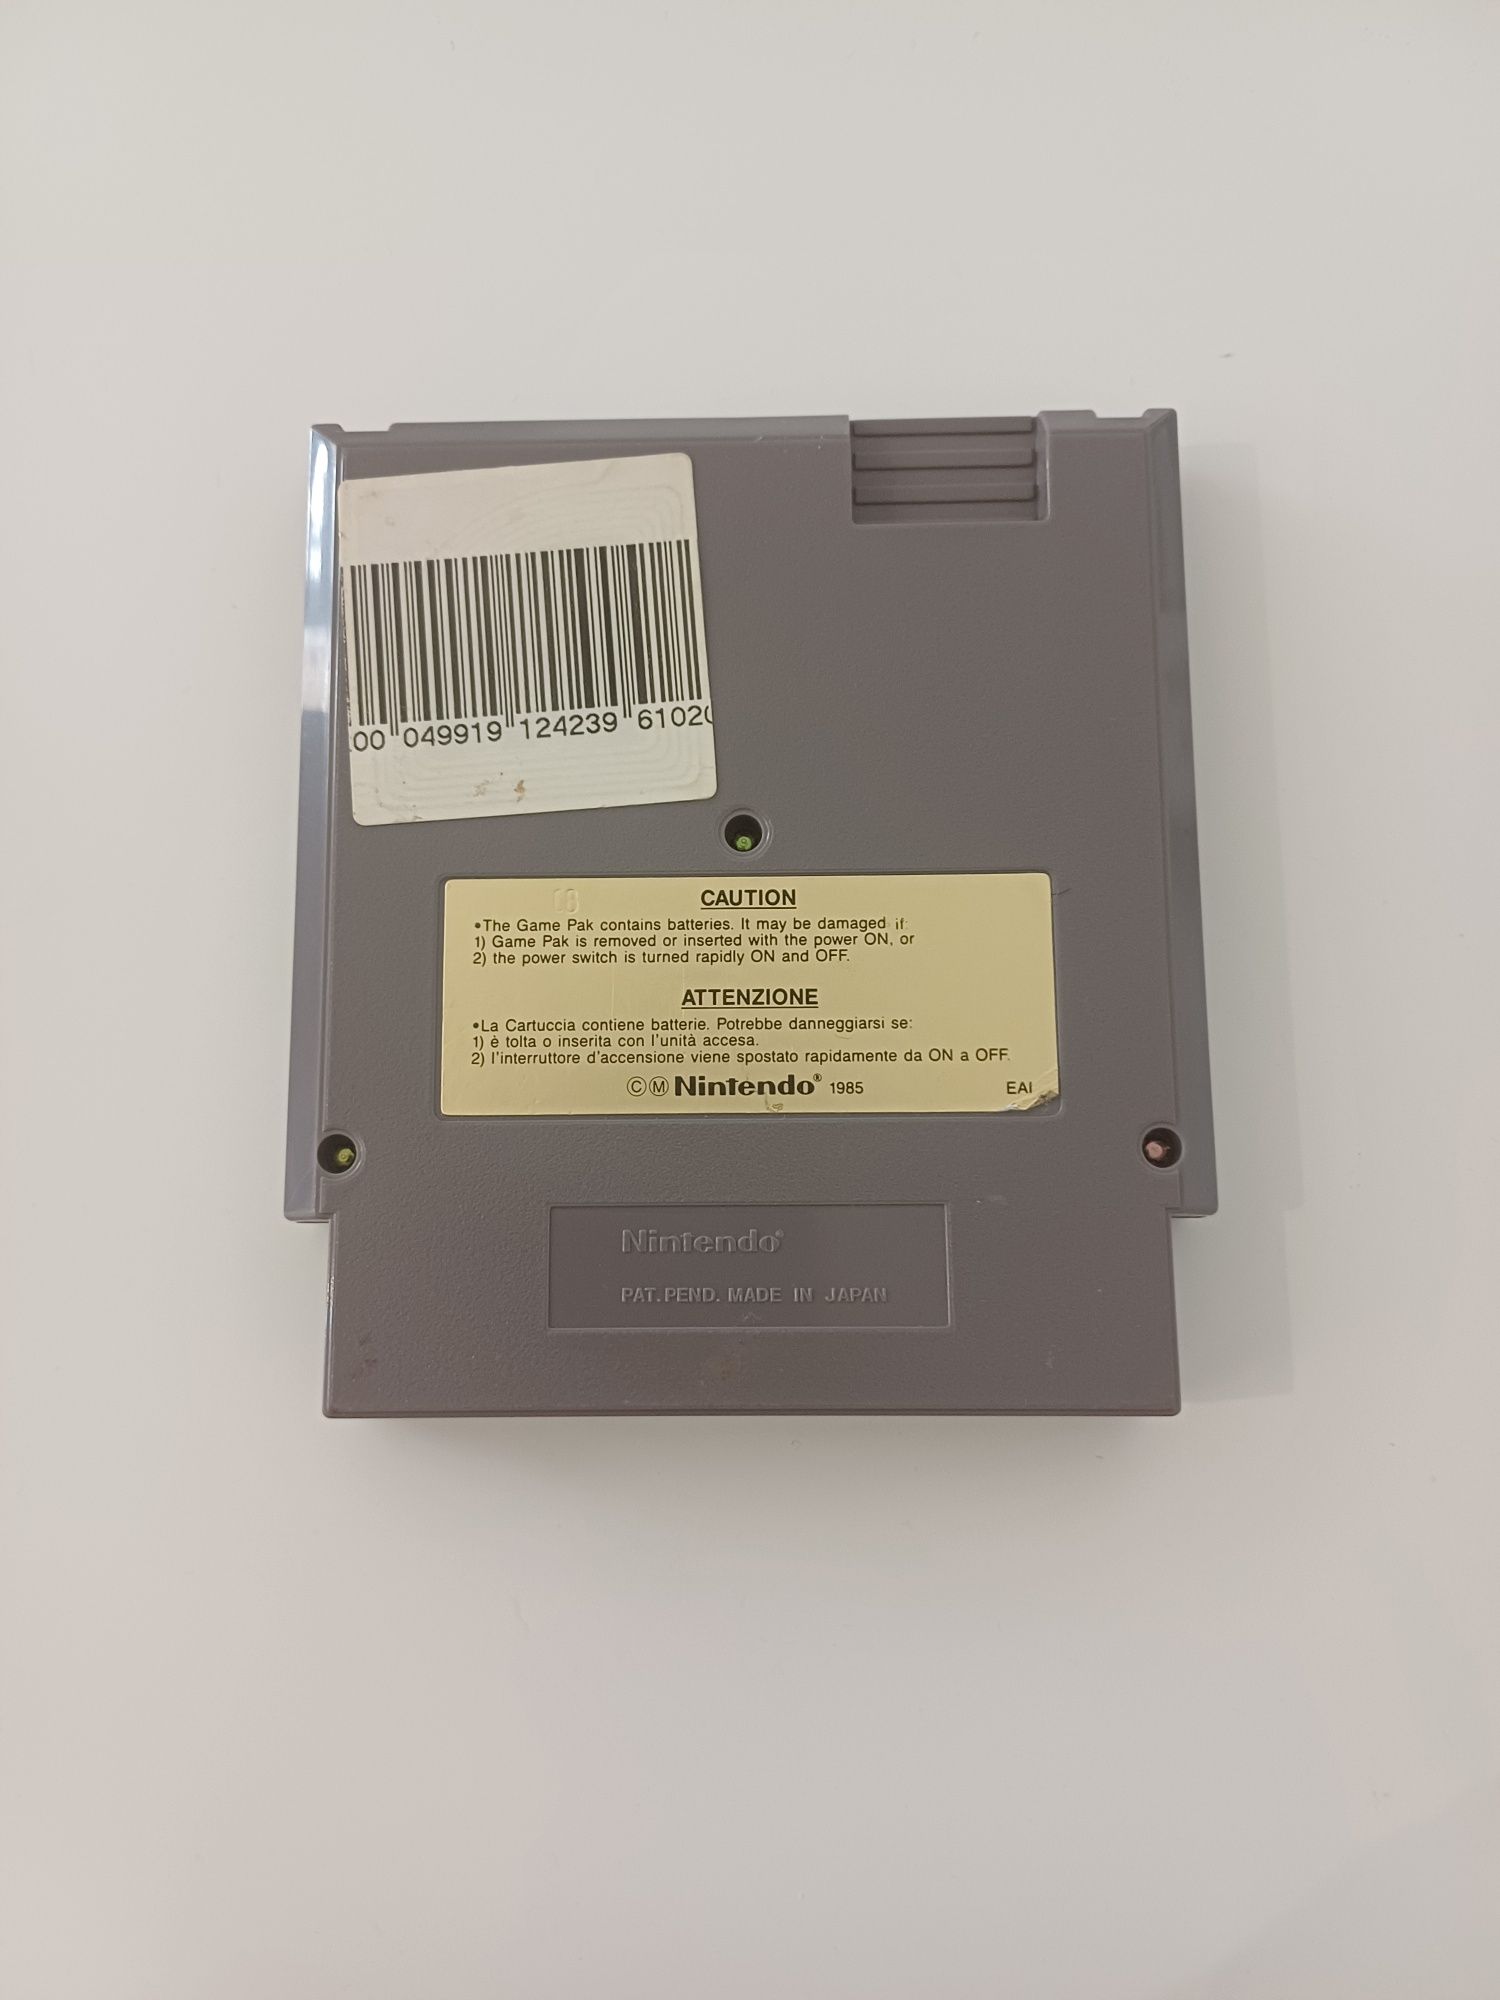 00 049919 124239 6102
18
CAUTION
•The Game Pak contains batteries. It may be damaged if:
1) Game Pak is removed or inserted with the power ON, or
2) the power switch is turned rapidly ON and OFF.
ATTENZIONE
•La Cartuccia contiene batterie. Potrebbe danneggiarsi se:
1) è tolta o inserita con l'unità accesa.
2) l'interruttore d'accensione viene spostato rapidamente da ON a OFF.
©Ⓜ Nintendo® 1985 EAI
Nintendo®
PAT. PEND. MADE IN JAPAN